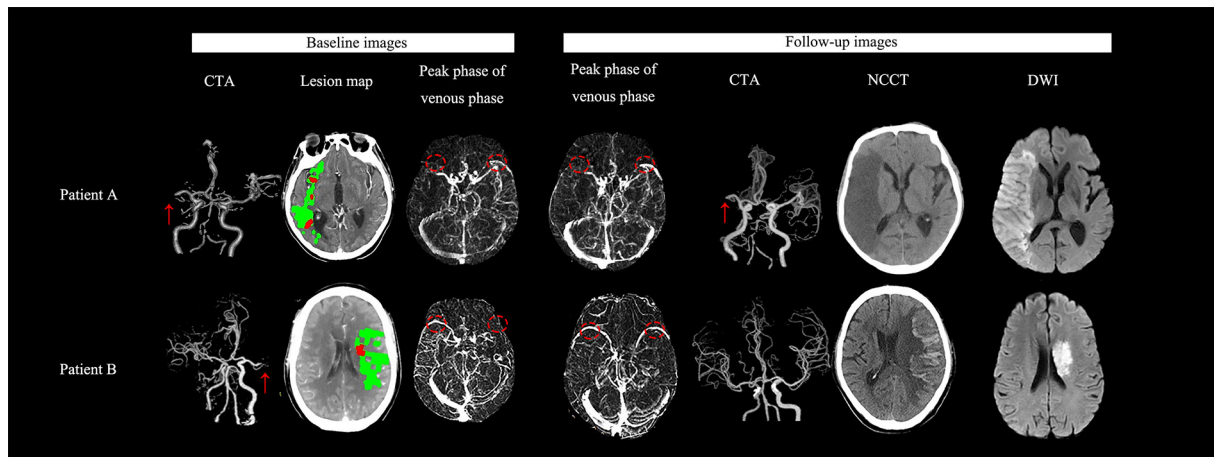 Baseline images
Follow-up images
CTA
Lesion map
Peak phase of
venous phase
Peak phase of
venous phase
CTA
NCCT
DWI
Patient A
Patient B